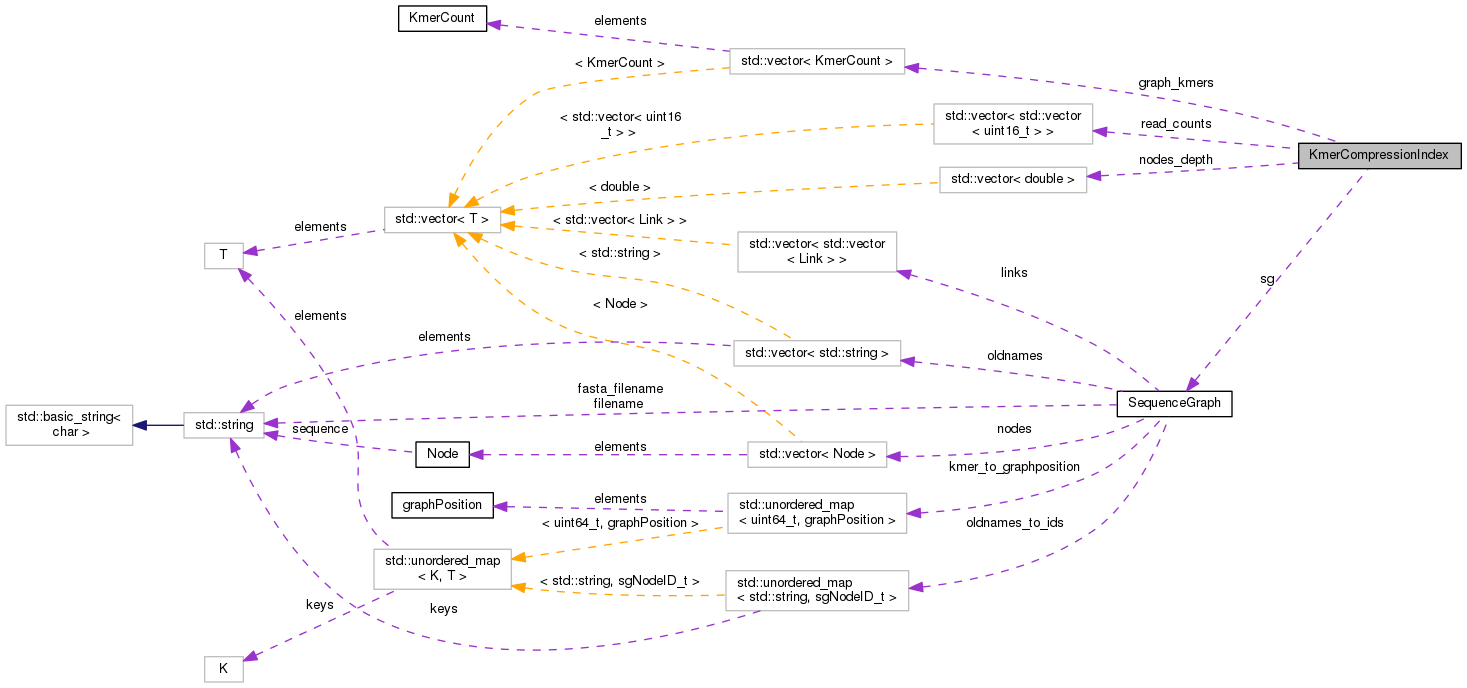 KmerCount
elements
std::vector< KmerCount >
< KmerCount >
graph_kmers
< std::vector< uint16
_t > >
std::vector< std::vector
< uint16_t > >
read_counts
KmerCompressionIndex
nodes_depth
< double >
std::vector< double >
std::vector< T >
< std::vector< Link > >
elements
std::vector< std::vector
< Link > >
T
< std::string >
links
sg
< Node >
elements
elements
std::vector< std::string >
oldnames
fasta_filename
filename
SequenceGraph
std::basic_string<
char >
std::string
sequence
Node
elements
std::vector< Node >
nodes
kmer_to_graphposition
graphPosition
elements
std::unordered_map
< uint64_t, graphPosition >
< uint64_t, graphPosition >
oldnames_to_ids
std::unordered_map
< K, T >
< std::string, sgNodeID_t >
std::unordered_map
< std::string, sgNodeID_t >
keys
keys
K